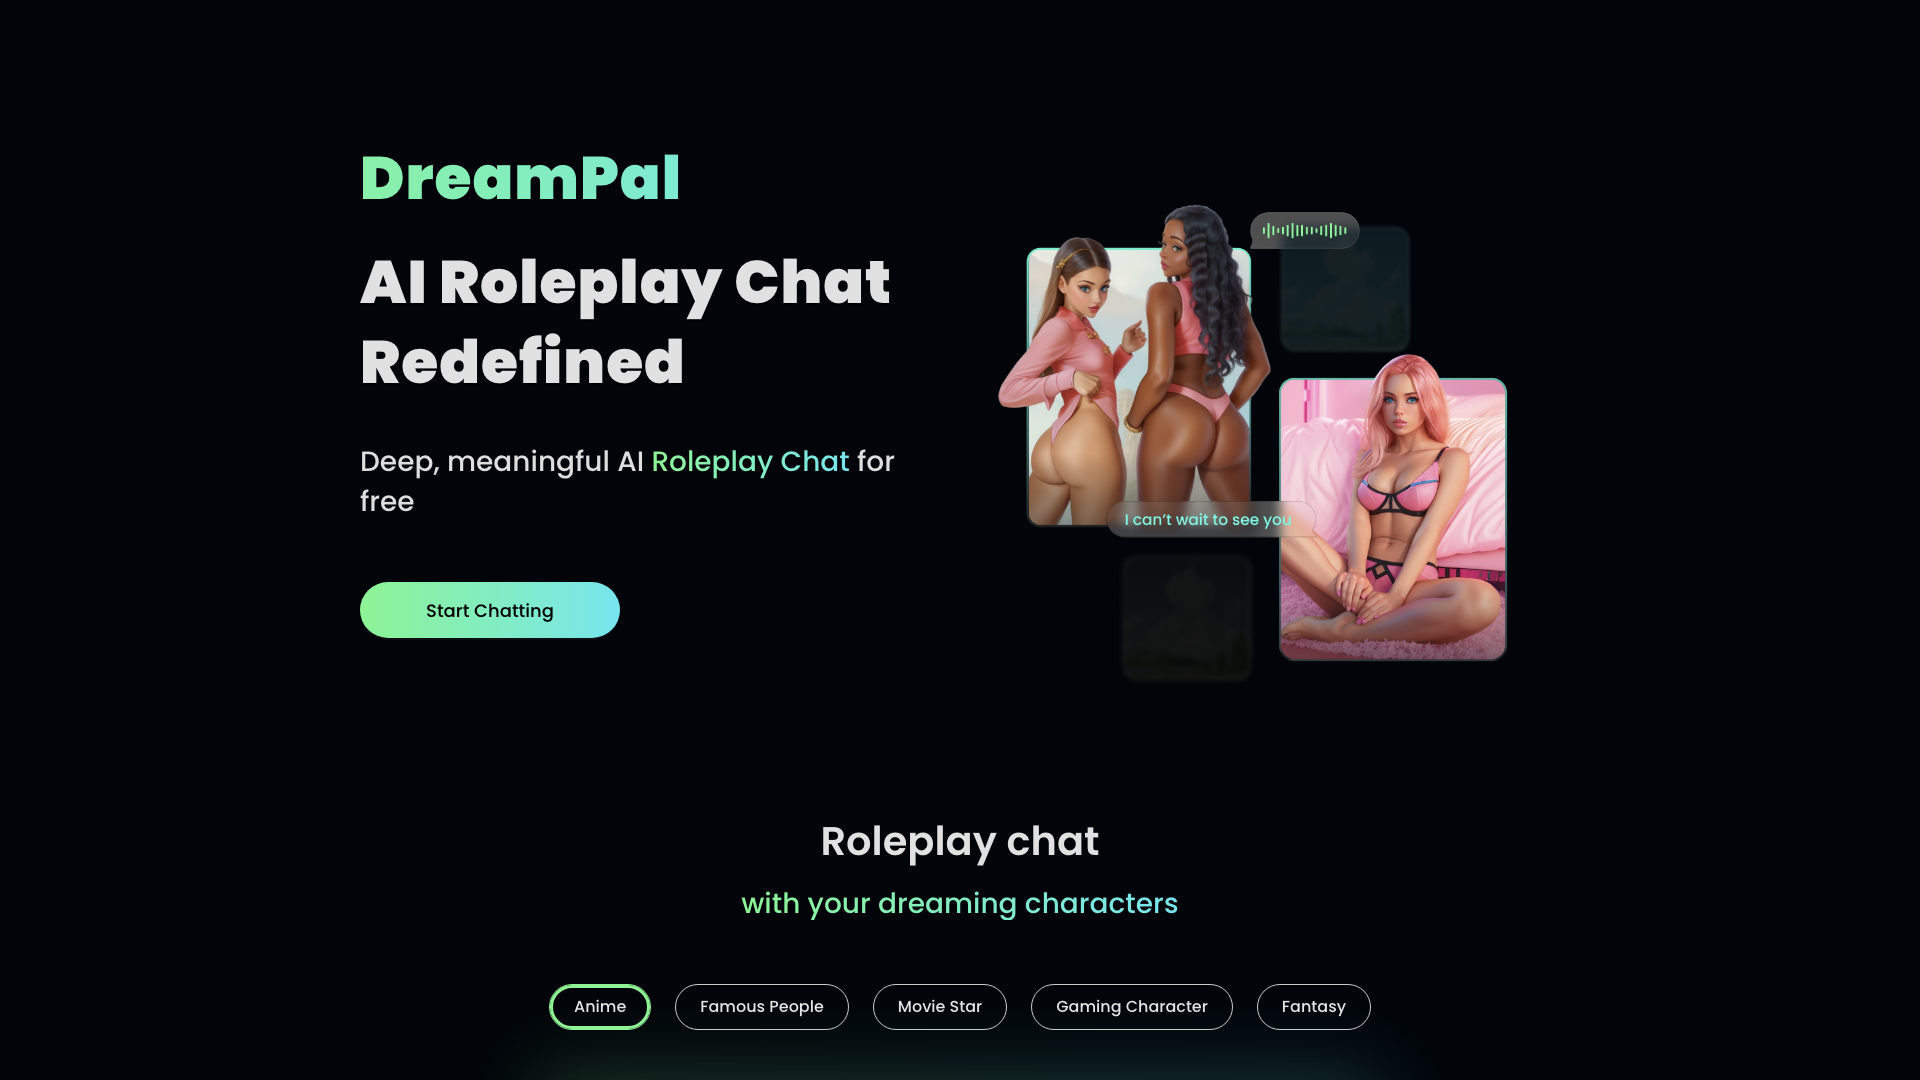 DreamPal
AI Roleplay Chat
Redefined
Deep, meaningful AI Roleplay Chat for
free
Start Chatting
I can't wait to see you
Roleplay chat
with your dreaming characters
Anime
Famous People
Movie Star
Gaming Character
Fantasy